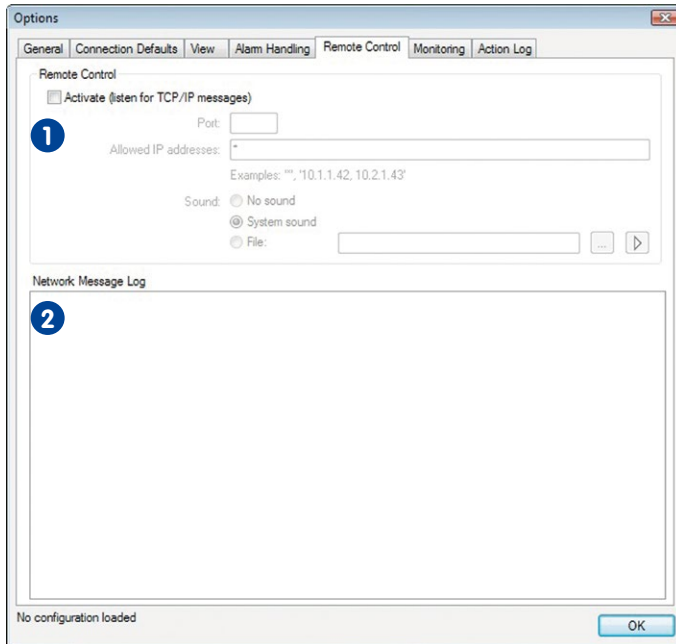 Options
General Connection Defaults View Alarm Handling Remote Control Monitoring Action Log
Remote Control
Activate (listen for TCP/IP messages)
1
Port:
Allowed IP addresses: *
Examples: '*', '10.1.1.42, 10.2.1.43'
Sound: No sound
System sound
File: ...
Network Message Log
2
No configuration loaded
OK